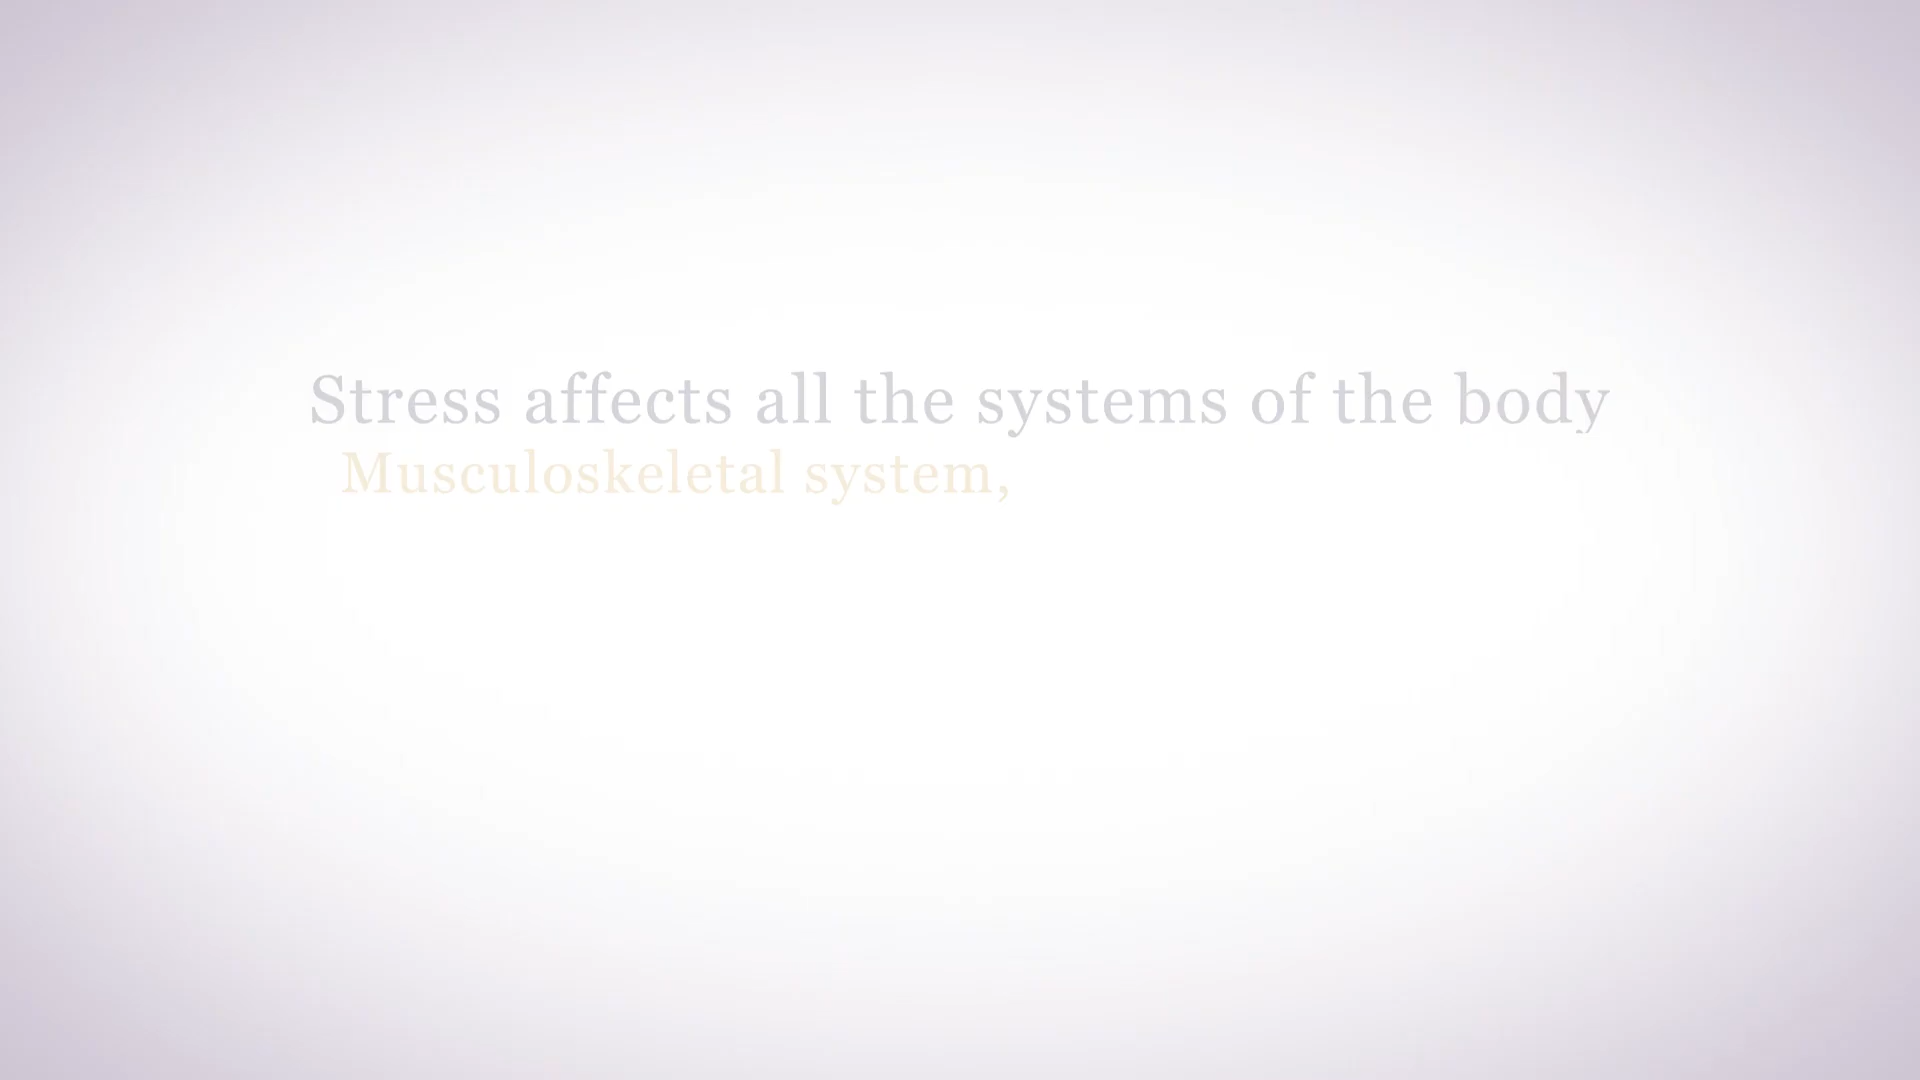 Stress affects all the systems of the body
Musculoskeletal system,